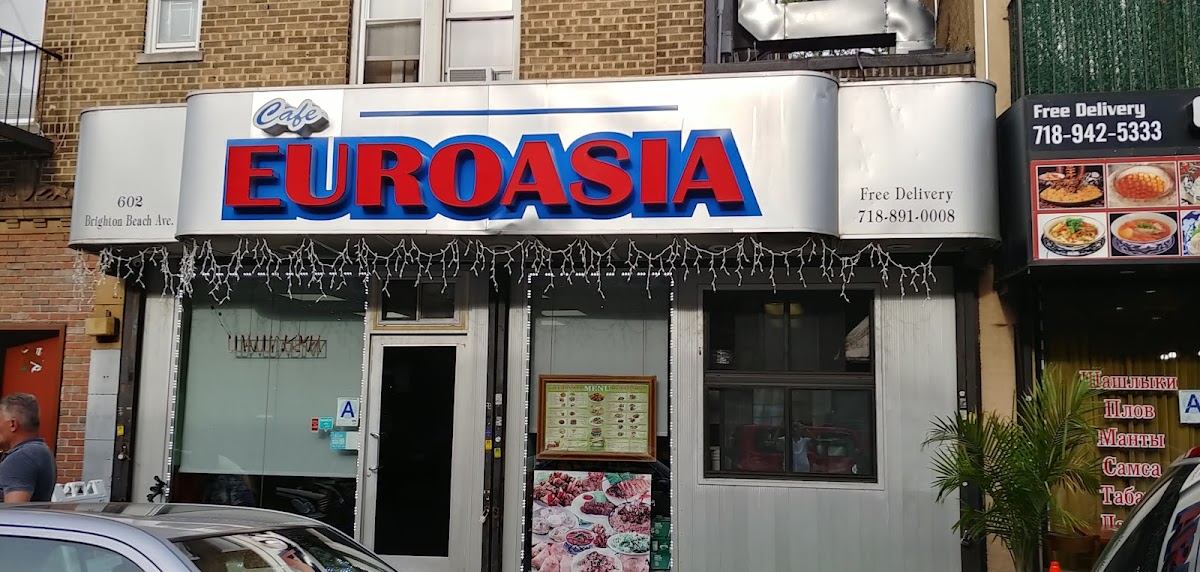 Cafe
EUROASIA
602
Brighton Beach Ave.
Free Delivery
718-891-0008
A
MENU
Free Delivery
718-942-5333
Шашлыки
Плов
Манты
Самса
A